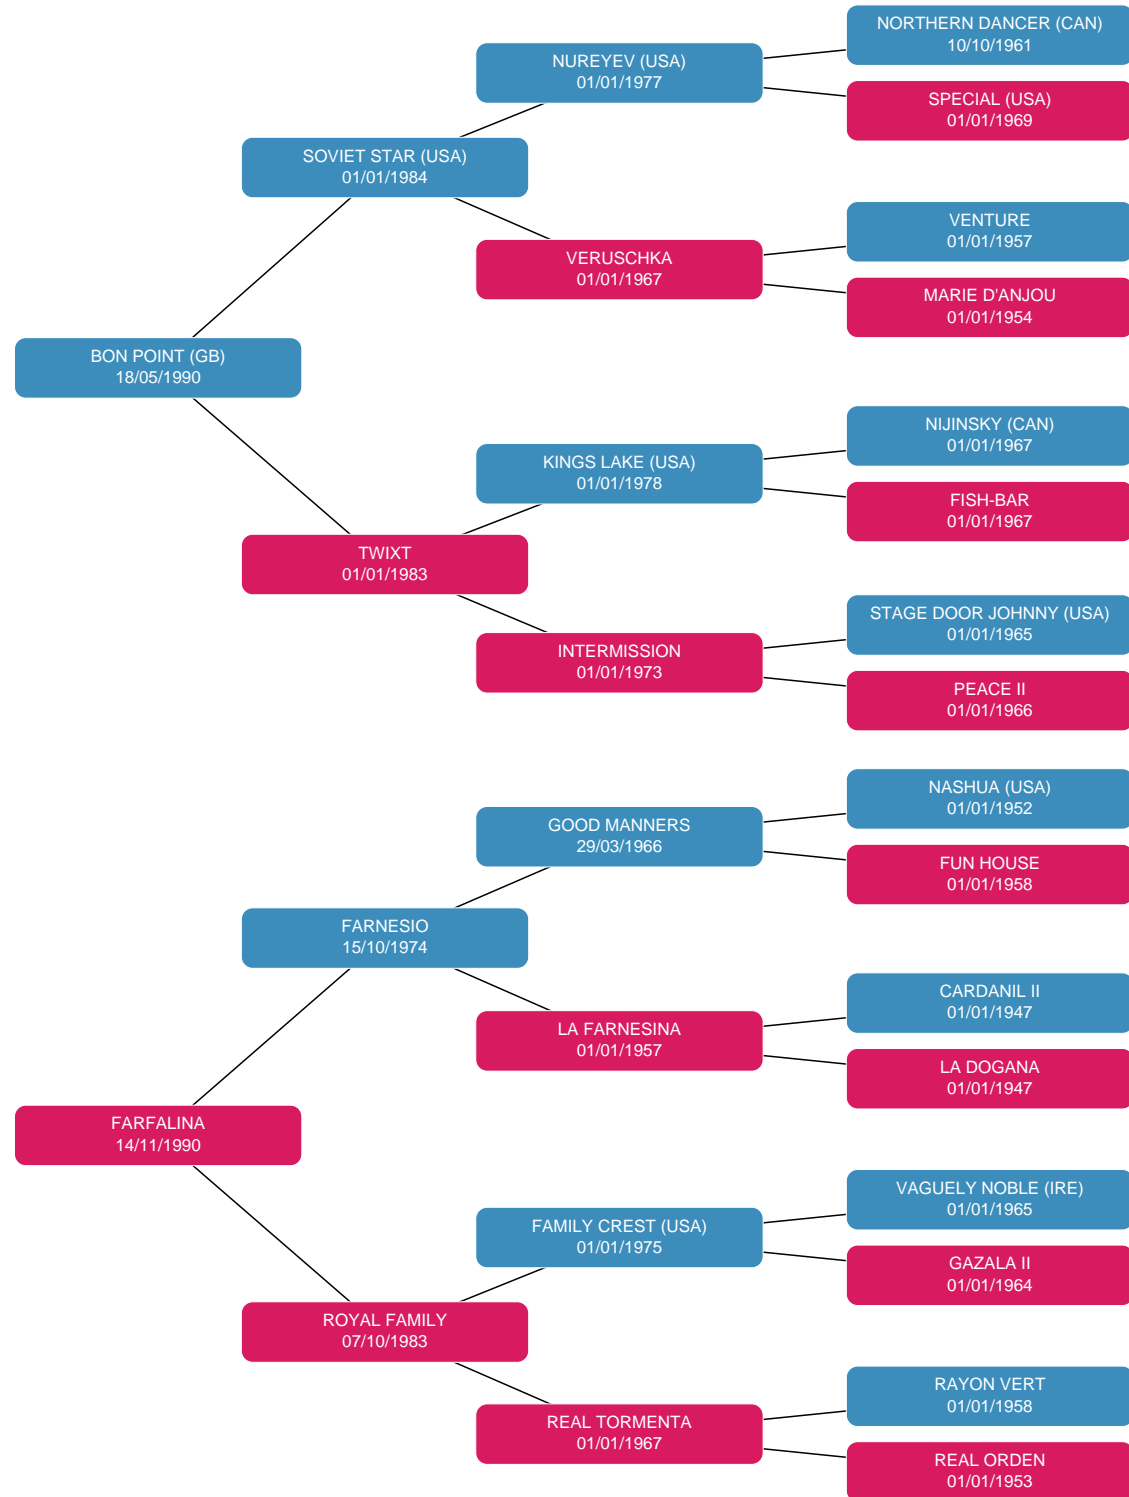 NORTHERN DANCER (CAN)
10/10/1961
NUREYEV (USA)
01/01/1977
SPECIAL (USA)
01/01/1969
SOVIET STAR (USA)
01/01/1984
VENTURE
01/01/1957
VERUSCHKA
01/01/1967
MARIE D'ANJOU
01/01/1954
BON POINT (GB)
18/05/1990
NIJINSKY (CAN)
01/01/1967
KINGS LAKE (USA)
01/01/1978
FISH-BAR
01/01/1967
TWIXT
01/01/1983
STAGE DOOR JOHNNY (USA)
01/01/1965
INTERMISSION
01/01/1973
PEACE II
01/01/1966
NASHUA (USA)
01/01/1952
GOOD MANNERS
29/03/1966
FUN HOUSE
01/01/1958
FARNESIO
15/10/1974
CARDANIL II
01/01/1947
LA FARNESINA
01/01/1957
LA DOGANA
01/01/1947
FARFALINA
14/11/1990
VAGUELY NOBLE (IRE)
01/01/1965
FAMILY CREST (USA)
01/01/1975
GAZALA II
01/01/1964
ROYAL FAMILY
07/10/1983
RAYON VERT
01/01/1958
REAL TORMENTA
01/01/1967
REAL ORDEN
01/01/1953